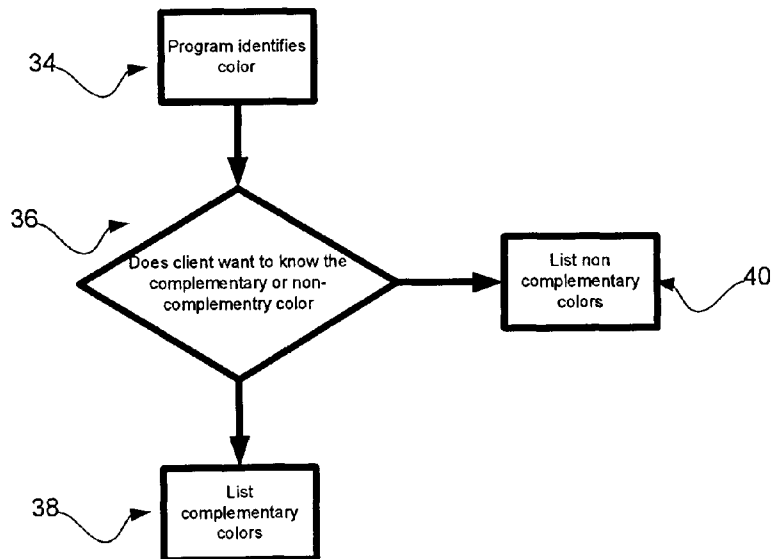 34
Program identifies
color
36
Does client want to know the
complementary or non-
complementry color
List non
complementary
colors
40
38
List
complementary
colors